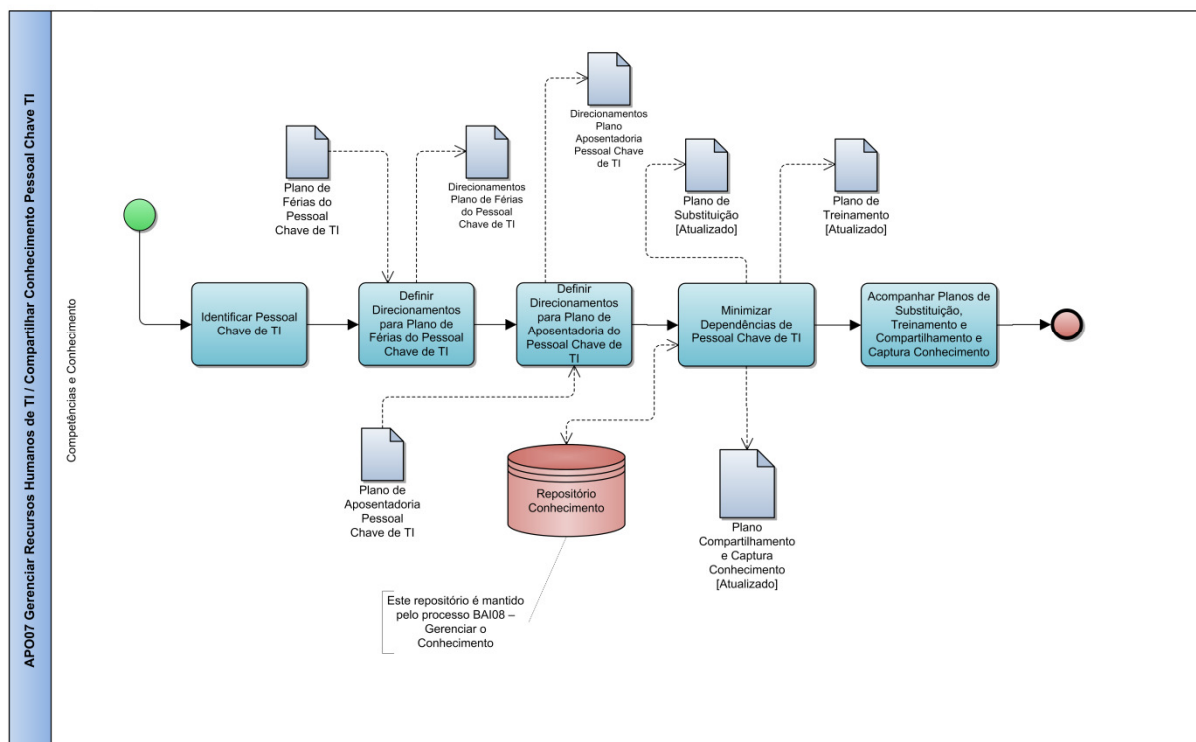 APO07 Gerenciar Recursos Humanos de TI / Compartilhar Conhecimento Pessoal Chave TI
Competências e Conhecimento
Direcionamentos
Plano
Aposentadoria
Pessoal Chave
de TI
Plano de
Férias do
Pessoal
Chave de TI
Direcionamentos
Plano de Férias
do Pessoal
Chave de TI
Plano de
Substituição
[Atualizado]
Plano de
Treinamento
[Atualizado]
Identificar Pessoal
Chave de TI
Definir
Direcionamentos
para Plano de
Férias do Pessoal
Chave de TI
Definir
Direcionamentos
para Plano de
Aposentadoria do
Pessoal Chave de
TI
Minimizar
Dependências de
Pessoal Chave de TI
Acompanhar Planos de
Substituição,
Treinamento e
Compartilhamento e
Captura Conhecimento
Plano de
Aposentadoria
Pessoal
Chave de TI
Repositório
Conhecimento
Plano
Compartilhamento
e Captura
Conhecimento
[Atualizado]
Este repositório é mantido
pelo processo BAI08 –
Gerenciar o
Conhecimento